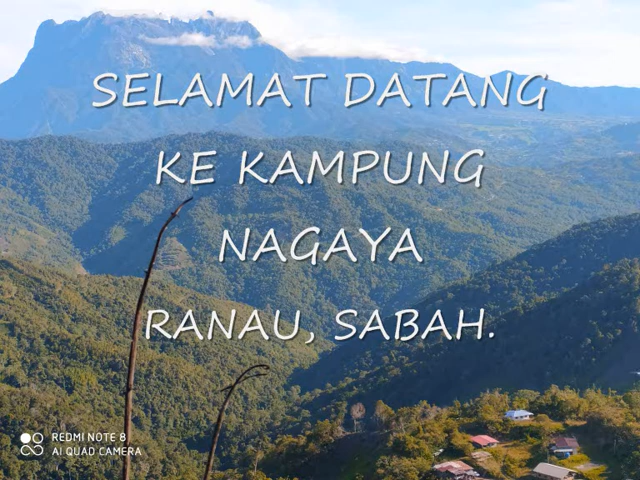 SELAMAT DATANG
KE KAMPUNG
NAGAYA
RANAU, SABAH.
REDMI NOTE 8
AI QUAD CAMERA